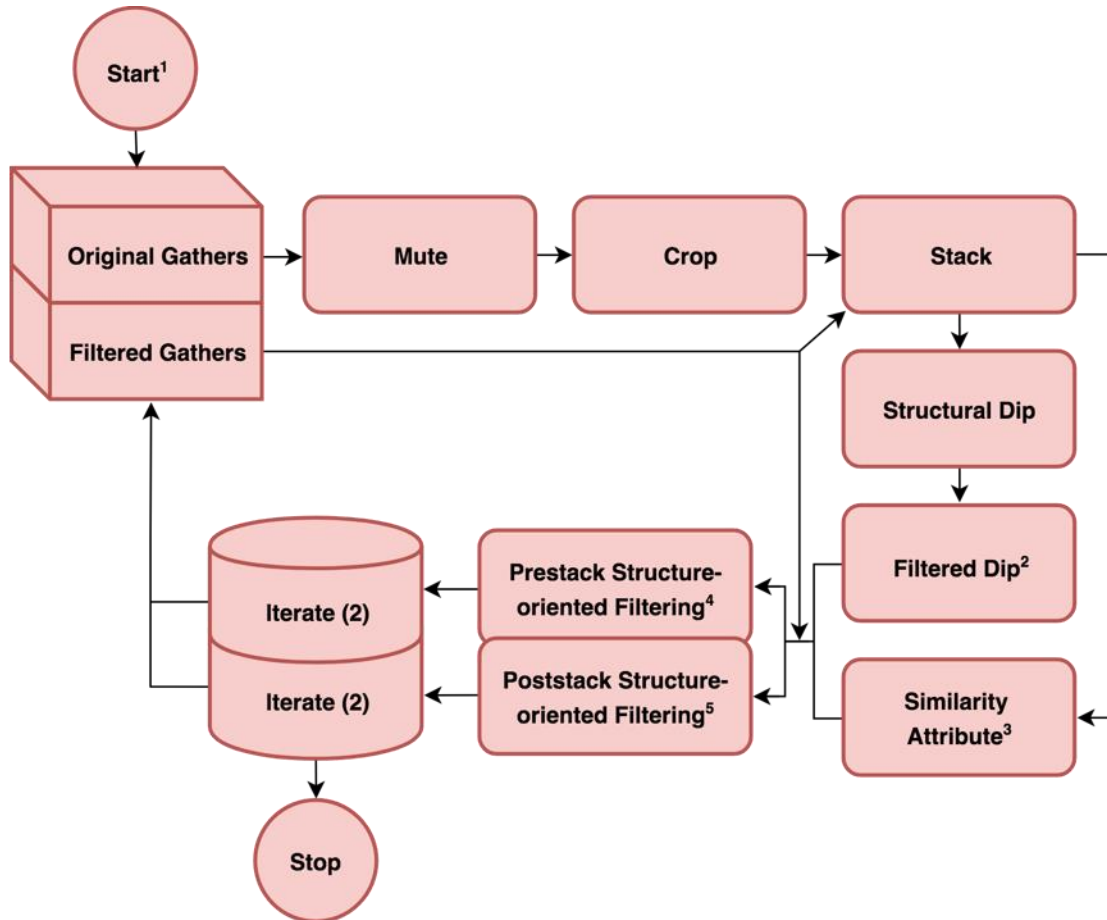 Start¹
Original Gathers
Mute
Crop
Stack
Filtered Gathers
Structural Dip
Filtered Dip²
Prestack Structure-
oriented Filtering⁴
Iterate (2)
Iterate (2)
Poststack Structure-
oriented Filtering⁵
Similarity
Attribute³
Stop